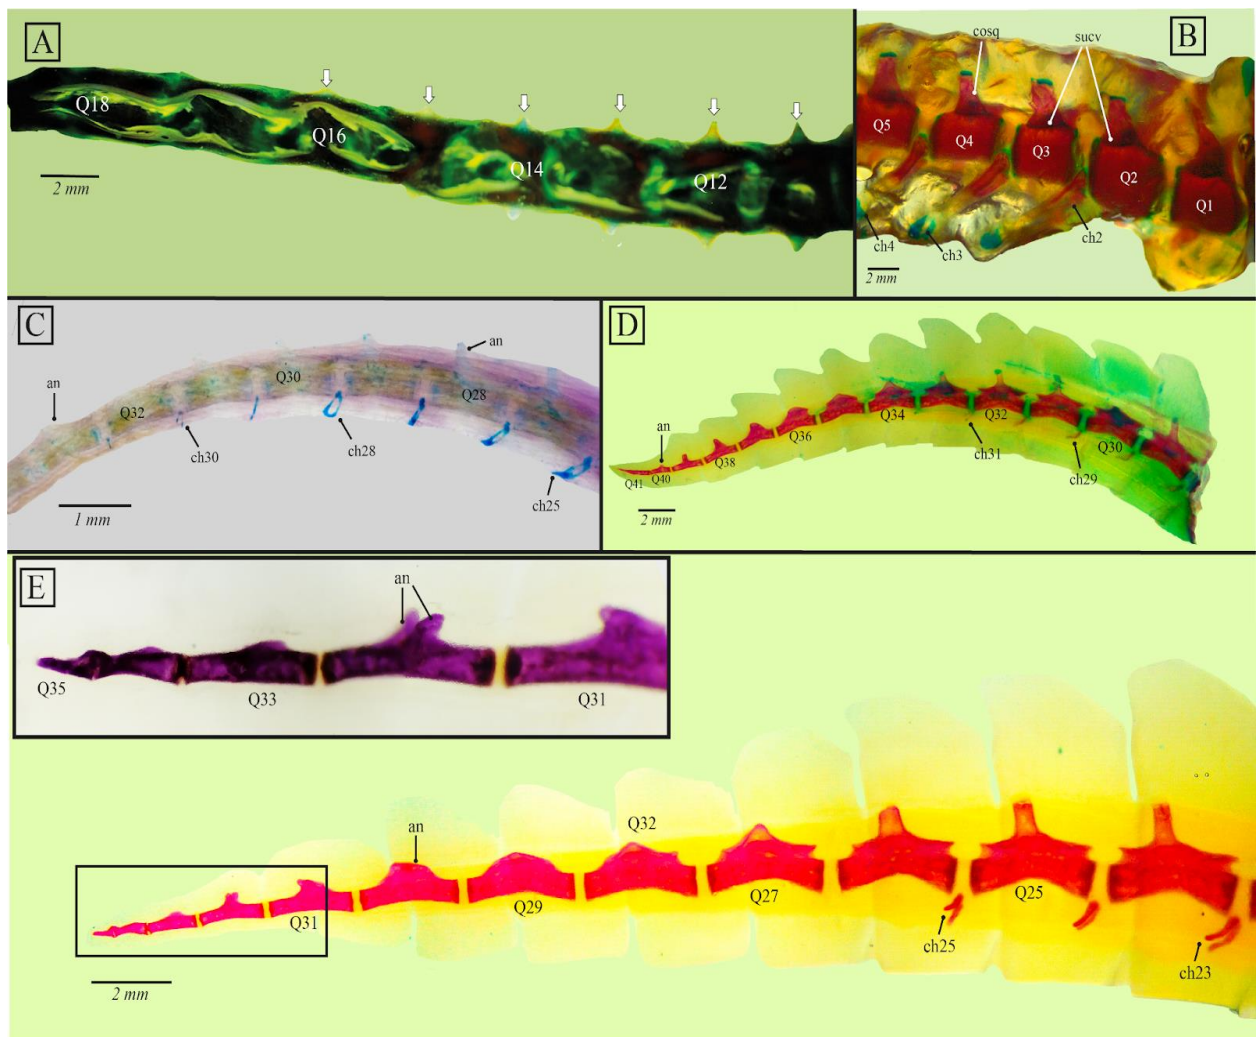 A
Q18
Q16
Q14
Q12
2 mm
B
cosq
sucv
Q5
Q4
Q3
Q2
Q1
ch4
ch3
ch2
2 mm
C
an
an
Q32
Q30
Q28
ch30
ch28
ch25
1 mm
D
an
Q41
Q40
Q38
Q36
Q34
Q32
Q30
ch31
ch29
2 mm
E
an
Q35
Q33
Q31
an
Q32
Q31
Q29
Q27
Q25
ch25
ch23
2 mm